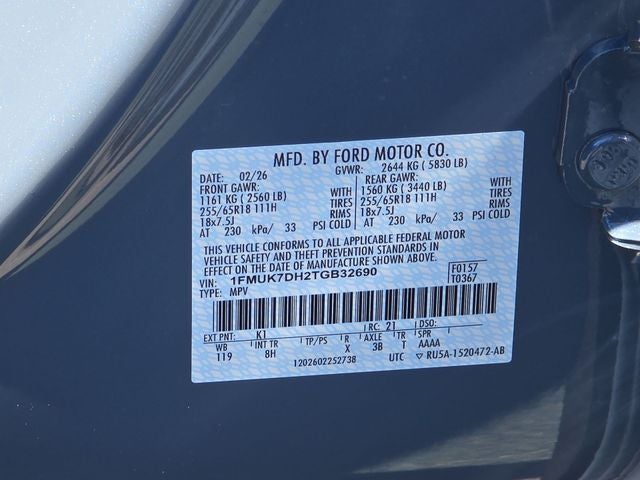 MFD. BY FORD MOTOR CO.
DATE: 02/26 GVWR: 2644 KG ( 5830 LB)
FRONT GAWR: REAR GAWR:
1161 KG ( 2560 LB) WITH 1560 KG ( 3440 LB) WITH
255/65R18 111H TIRES 255/65R18 111H TIRES
18x7.5J RIMS 18x7.5J RIMS
AT 230 kPa/ 33 PSI COLD AT 230 kPa/ 33 PSI COLD
THIS VEHICLE CONFORMS TO ALL APPLICABLE FEDERAL MOTOR
VEHICLE SAFETY AND THEFT PREVENTION STANDARDS IN
EFFECT ON THE DATE OF MANUFACTURE SHOWN ABOVE.
VIN: 1FMUK7DH2TGB32690 F0157
TYPE: MPV T0367
EXT PNT: K1 RC: 21 DSO:
WB INT TR TP/PS R AXLE TR SPR
119 8H X 3B T AAAA
1202602252738 UTC ▽ RU5A-1520472-AB